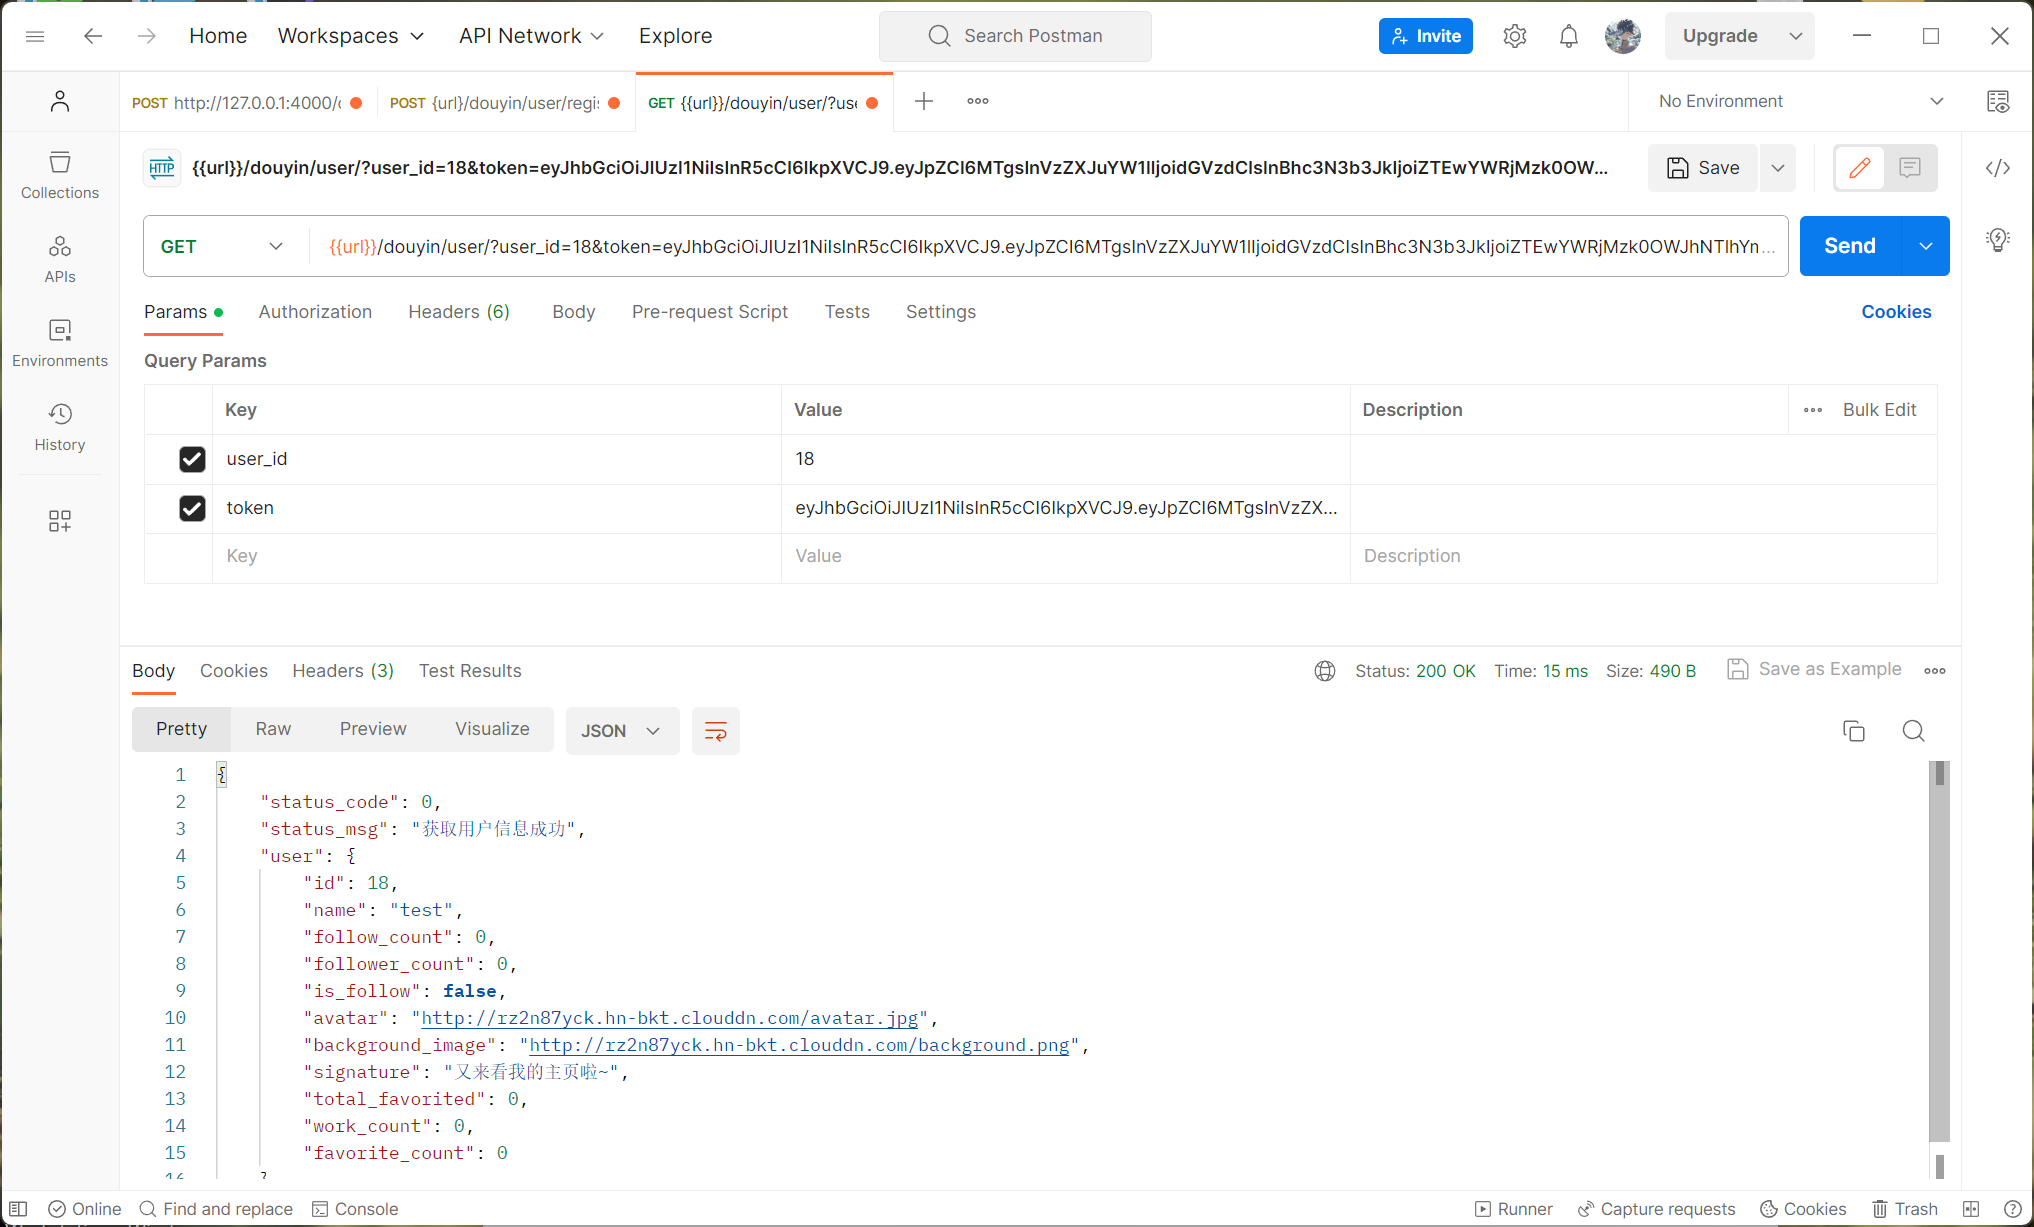 Home Workspaces API Network Explore Search Postman Invite Upgrade
POST http://127.0.0.1:4000/ POST {url}/douyin/user/regi GET {{url}}/douyin/user/?us No Environment
HTTP {{url}}/douyin/user/?user_id=18&token=eyJhbGciOiJIUzI1NiIsInR5cCI6IkpXVCJ9.eyJpZCI6MTgsInVzZXJuYW1lIjoidGVzdCIsInBhc3N3b3JkIjoiZTEwYWRjMzk0OW... Save
Collections
GET {{url}}/douyin/user/?user_id=18&token=eyJhbGciOiJIUzI1NiIsInR5cCI6IkpXVCJ9.eyJpZCI6MTgsInVzZXJuYW1lIjoidGVzdCIsInBhc3N3b3JkIjoiZTEwYWRjMzk0OWJhNTlhYn... Send
APIs
Params Authorization Headers (6) Body Pre-request Script Tests Settings Cookies
Environments
Query Params
Key Value Description Bulk Edit
History
user_id 18
token eyJhbGciOiJIUzI1NiIsInR5cCI6IkpXVCJ9.eyJpZCI6MTgsInVzZX...
Key Value Description
Body Cookies Headers (3) Test Results Status: 200 OK Time: 15 ms Size: 490 B Save as Example
Pretty Raw Preview Visualize JSON
1 {
2 "status_code": 0,
3 "status_msg": "获取用户信息成功",
4 "user": {
5 "id": 18,
6 "name": "test",
7 "follow_count": 0,
8 "follower_count": 0,
9 "is_follow": false,
10 "avatar": "http://rz2n87yck.hn-bkt.clouddn.com/avatar.jpg",
11 "background_image": "http://rz2n87yck.hn-bkt.clouddn.com/background.png",
12 "signature": "又来看我的主页啦~",
13 "total_favorited": 0,
14 "work_count": 0,
15 "favorite_count": 0
16 }
Online Find and replace Console Runner Capture requests Cookies Trash